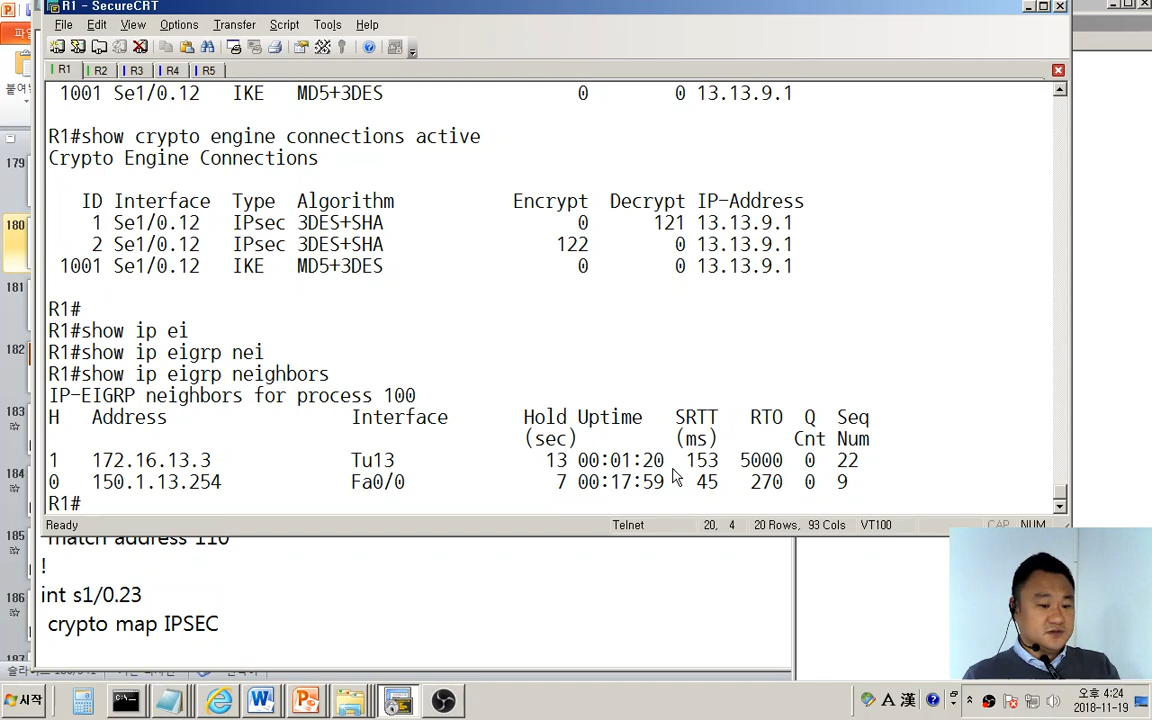 R1 - SecureCRT
File Edit View Options Transfer Script Tools Help
R1 R2 R3 R4 R5
1001 Se1/0.12 IKE MD5+3DES 0 0 13.13.9.1
R1#show crypto engine connections active
Crypto Engine Connections
ID Interface Type Algorithm Encrypt Decrypt IP-Address
1 Se1/0.12 IPsec 3DES+SHA 0 121 13.13.9.1
2 Se1/0.12 IPsec 3DES+SHA 122 0 13.13.9.1
1001 Se1/0.12 IKE MD5+3DES 0 0 13.13.9.1
R1#
R1#show ip ei
R1#show ip eigrp nei
R1#show ip eigrp neighbors
IP-EIGRP neighbors for process 100
H Address Interface Hold Uptime SRTT RTO Q Seq
(sec) (ms) Cnt Num
1 172.16.13.3 Tu13 13 00:01:20 153 5000 0 22
0 150.1.13.254 Fa0/0 7 00:17:59 45 270 0 9
R1#
Ready Telnet 20, 4 20 Rows, 93 Cols VT100 CAP NUM
match address 110
!
int s1/0.23
crypto map IPSEC
179
180
181
182
183
184
185
186
187
시작
A 漢
오후 4:24
2018-11-19